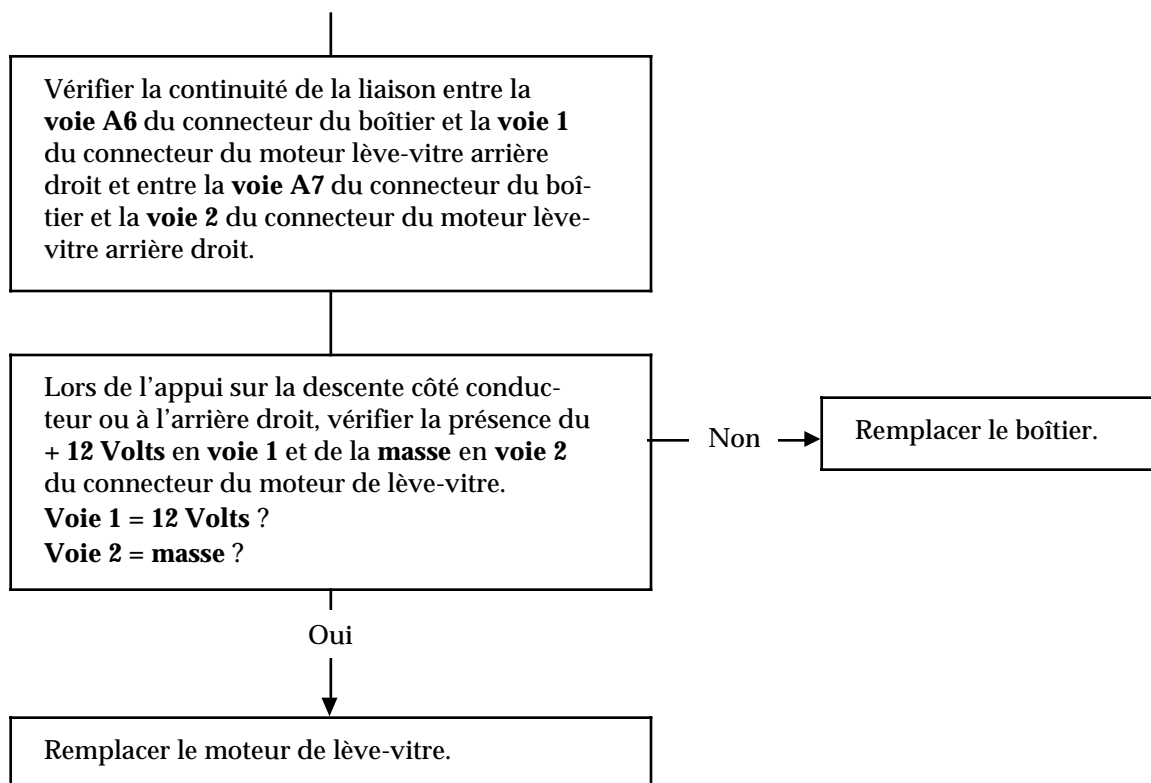 Vérifier la continuité de la liaison entre la
voie A6 du connecteur du boîtier et la voie 1
du connecteur du moteur lève-vitre arrière
droit et entre la voie A7 du connecteur du boî-
tier et la voie 2 du connecteur du moteur lève-
vitre arrière droit.
Lors de l'appui sur la descente côté conduc-
teur ou à l'arrière droit, vérifier la présence du
+ 12 Volts en voie 1 et de la masse en voie 2
du connecteur du moteur de lève-vitre.
Voie 1 = 12 Volts ?
Voie 2 = masse ?
Non
Remplacer le boîtier.
Oui
Remplacer le moteur de lève-vitre.